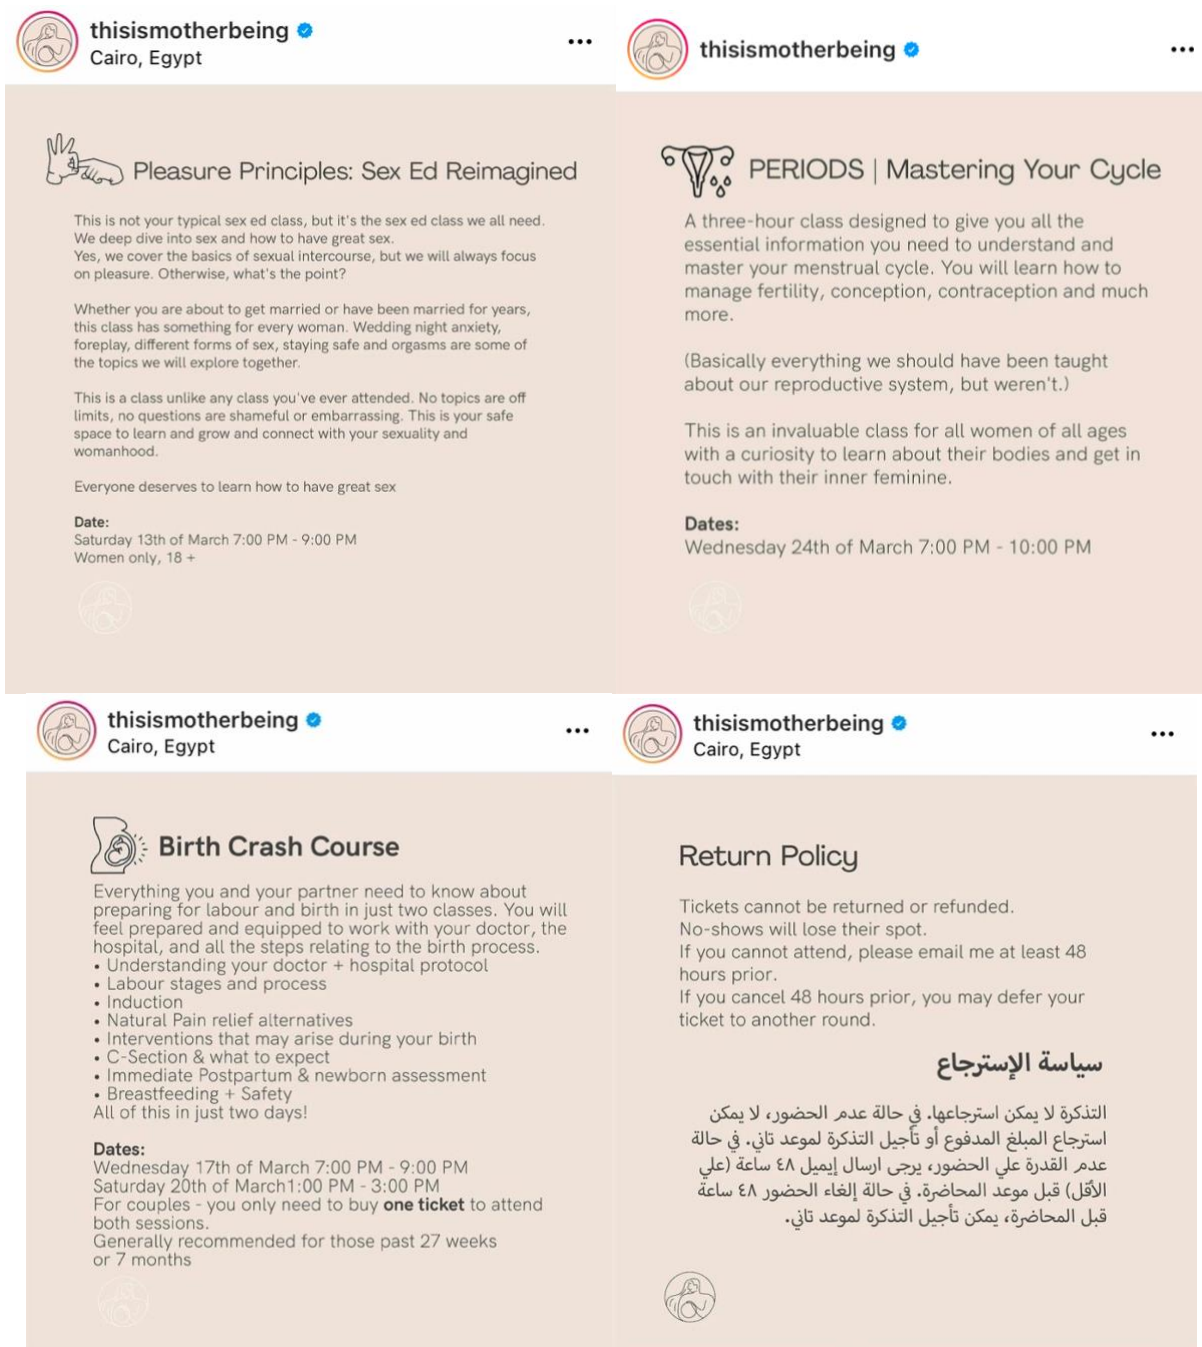 thisismotherbeing
Cairo, Egypt
Pleasure Principles: Sex Ed Reimagined
This is not your typical sex ed class, but it's the sex ed class we all need.
We deep dive into sex and how to have great sex.
Yes, we cover the basics of sexual intercourse, but we will always focus
on pleasure. Otherwise, what's the point?
Whether you are about to get married or have been married for years,
this class has something for every woman. Wedding night anxiety,
foreplay, different forms of sex, staying safe and orgasms are some of
the topics we will explore together.
This is a class unlike any class you've ever attended. No topics are off
limits, no questions are shameful or embarrassing. This is your safe
space to learn and grow and connect with your sexuality and
womanhood.
Everyone deserves to learn how to have great sex
Date:
Saturday 13th of March 7:00 PM - 9:00 PM
Women only, 18 +
thisismotherbeing
PERIODS | Mastering Your Cycle
A three-hour class designed to give you all the
essential information you need to understand and
master your menstrual cycle. You will learn how to
manage fertility, conception, contraception and much
more.
(Basically everything we should have been taught
about our reproductive system, but weren't.)
This is an invaluable class for all women of all ages
with a curiosity to learn about their bodies and get in
touch with their inner feminine.
Dates:
Wednesday 24th of March 7:00 PM - 10:00 PM
thisismotherbeing
Cairo, Egypt
Birth Crash Course
Everything you and your partner need to know about
preparing for labour and birth in just two classes. You will
feel prepared and equipped to work with your doctor, the
hospital, and all the steps relating to the birth process.
• Understanding your doctor + hospital protocol
• Labour stages and process
• Induction
• Natural Pain relief alternatives
• Interventions that may arise during your birth
• C-Section & what to expect
• Immediate Postpartum & newborn assessment
• Breastfeeding + Safety
All of this in just two days!
Dates:
Wednesday 17th of March 7:00 PM - 9:00 PM
Saturday 20th of March1:00 PM - 3:00 PM
For couples - you only need to buy one ticket to attend
both sessions.
Generally recommended for those past 27 weeks
or 7 months
thisismotherbeing
Cairo, Egypt
Return Policy
Tickets cannot be returned or refunded.
No-shows will lose their spot.
If you cannot attend, please email me at least 48
hours prior.
If you cancel 48 hours prior, you may defer your
ticket to another round.
سياسة الإسترجاع
التذكرة لا يمكن استرجاعها. في حالة عدم الحضور، لا يمكن
استرجاع المبلغ المدفوع أو تأجيل التذكرة لموعد تاني. في حالة
عدم القدرة علي الحضور، يرجى ارسال إيميل ٤٨ ساعة (علي
الأقل) قبل موعد المحاضرة. في حالة إلغاء الحضور ٤٨ ساعة
قبل المحاضرة، يمكن تأجيل التذكرة لموعد تاني.